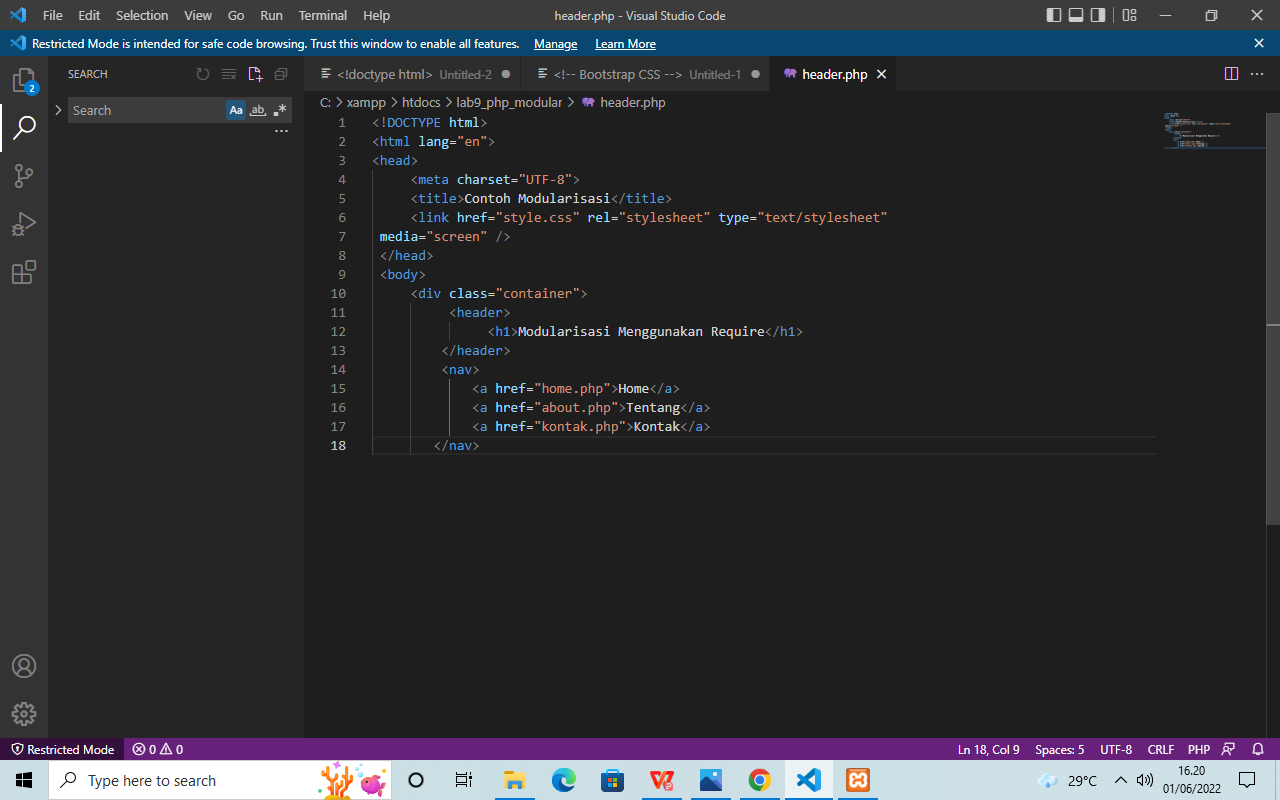 File Edit Selection View Go Run Terminal Help header.php - Visual Studio Code
Restricted Mode is intended for safe code browsing. Trust this window to enable all features. Manage Learn More
SEARCH
Search
Aa ab
<!doctype html> Untitled-2 <!-- Bootstrap CSS --> Untitled-1 header.php
C: xampp htdocs lab9_php_modular header.php
1 <!DOCTYPE html>
2 <html lang="en">
3 <head>
4 <meta charset="UTF-8">
5 <title>Contoh Modularisasi</title>
6 <link href="style.css" rel="stylesheet" type="text/stylesheet"
7 media="screen" />
8 </head>
9 <body>
10 <div class="container">
11 <header>
12 <h1>Modularisasi Menggunakan Require</h1>
13 </header>
14 <nav>
15 <a href="home.php">Home</a>
16 <a href="about.php">Tentang</a>
17 <a href="kontak.php">Kontak</a>
18 </nav>
2
Restricted Mode 0 0 Ln 18, Col 9 Spaces: 5 UTF-8 CRLF PHP
Type here to search
29°C
16.20
01/06/2022